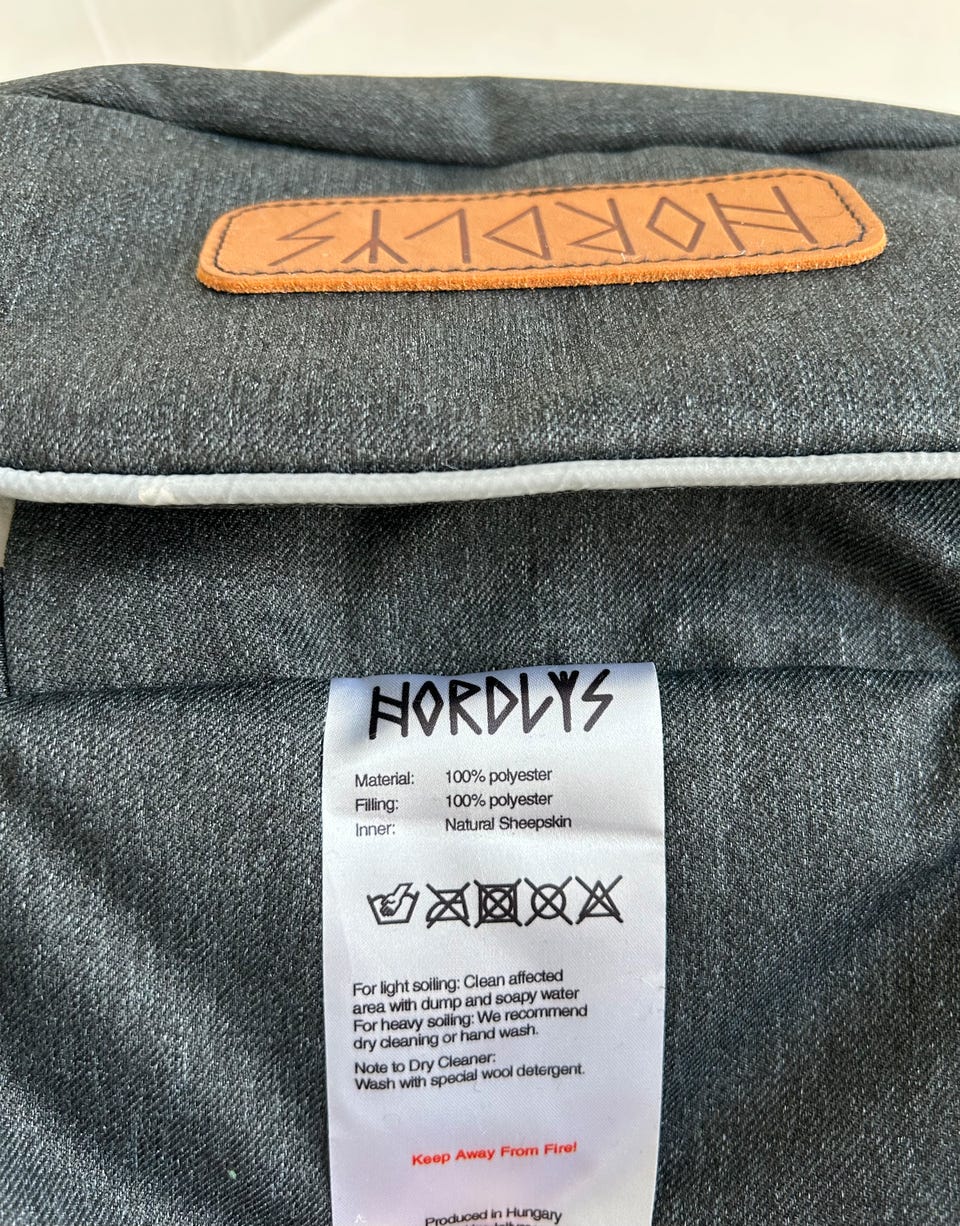 NORDLYS
NORDLYS
Material: 100% polyester
Filling: 100% polyester
Inner: Natural Sheepskin
For light soiling: Clean affected
area with dump and soapy water
For heavy soiling: We recommend
dry cleaning or hand wash.
Note to Dry Cleaner:
Wash with special wool detergent.
Keep Away From Fire!
Produced in Hungary